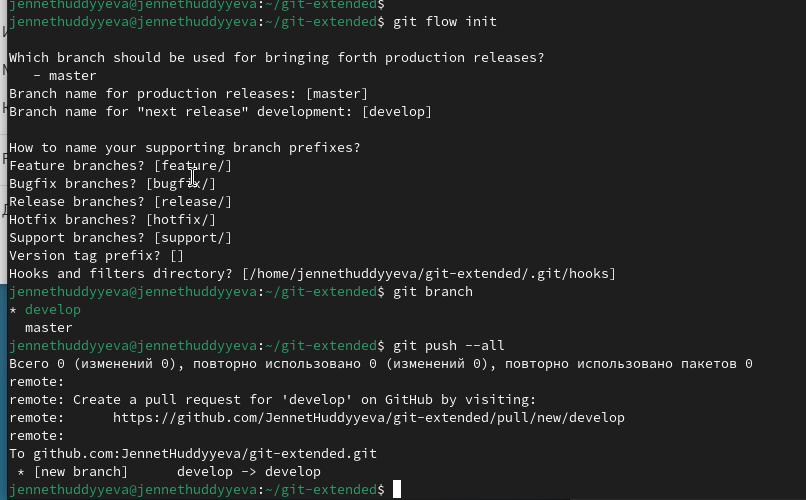 jennethuddyyeva@jennethuddyyeva:~/git-extended$
jennethuddyyeva@jennethuddyyeva:~/git-extended$ git flow init
Which branch should be used for bringing forth production releases?
   - master
Branch name for production releases: [master]
Branch name for "next release" development: [develop]
How to name your supporting branch prefixes?
Feature branches? [feature/]
Bugfix branches? [bugfix/]
Release branches? [release/]
Hotfix branches? [hotfix/]
Support branches? [support/]
Version tag prefix? []
Hooks and filters directory? [/home/jennethuddyyeva/git-extended/.git/hooks]
jennethuddyyeva@jennethuddyyeva:~/git-extended$ git branch
* develop
  master
jennethuddyyeva@jennethuddyyeva:~/git-extended$ git push --all
Всего 0 (изменений 0), повторно использовано 0 (изменений 0), повторно использовано пакетов 0
remote:
remote: Create a pull request for 'develop' on GitHub by visiting:
remote:      https://github.com/JennetHuddyyeva/git-extended/pull/new/develop
remote:
To github.com:JennetHuddyyeva/git-extended.git
 * [new branch]      develop -> develop
jennethuddyyeva@jennethuddyyeva:~/git-extended$